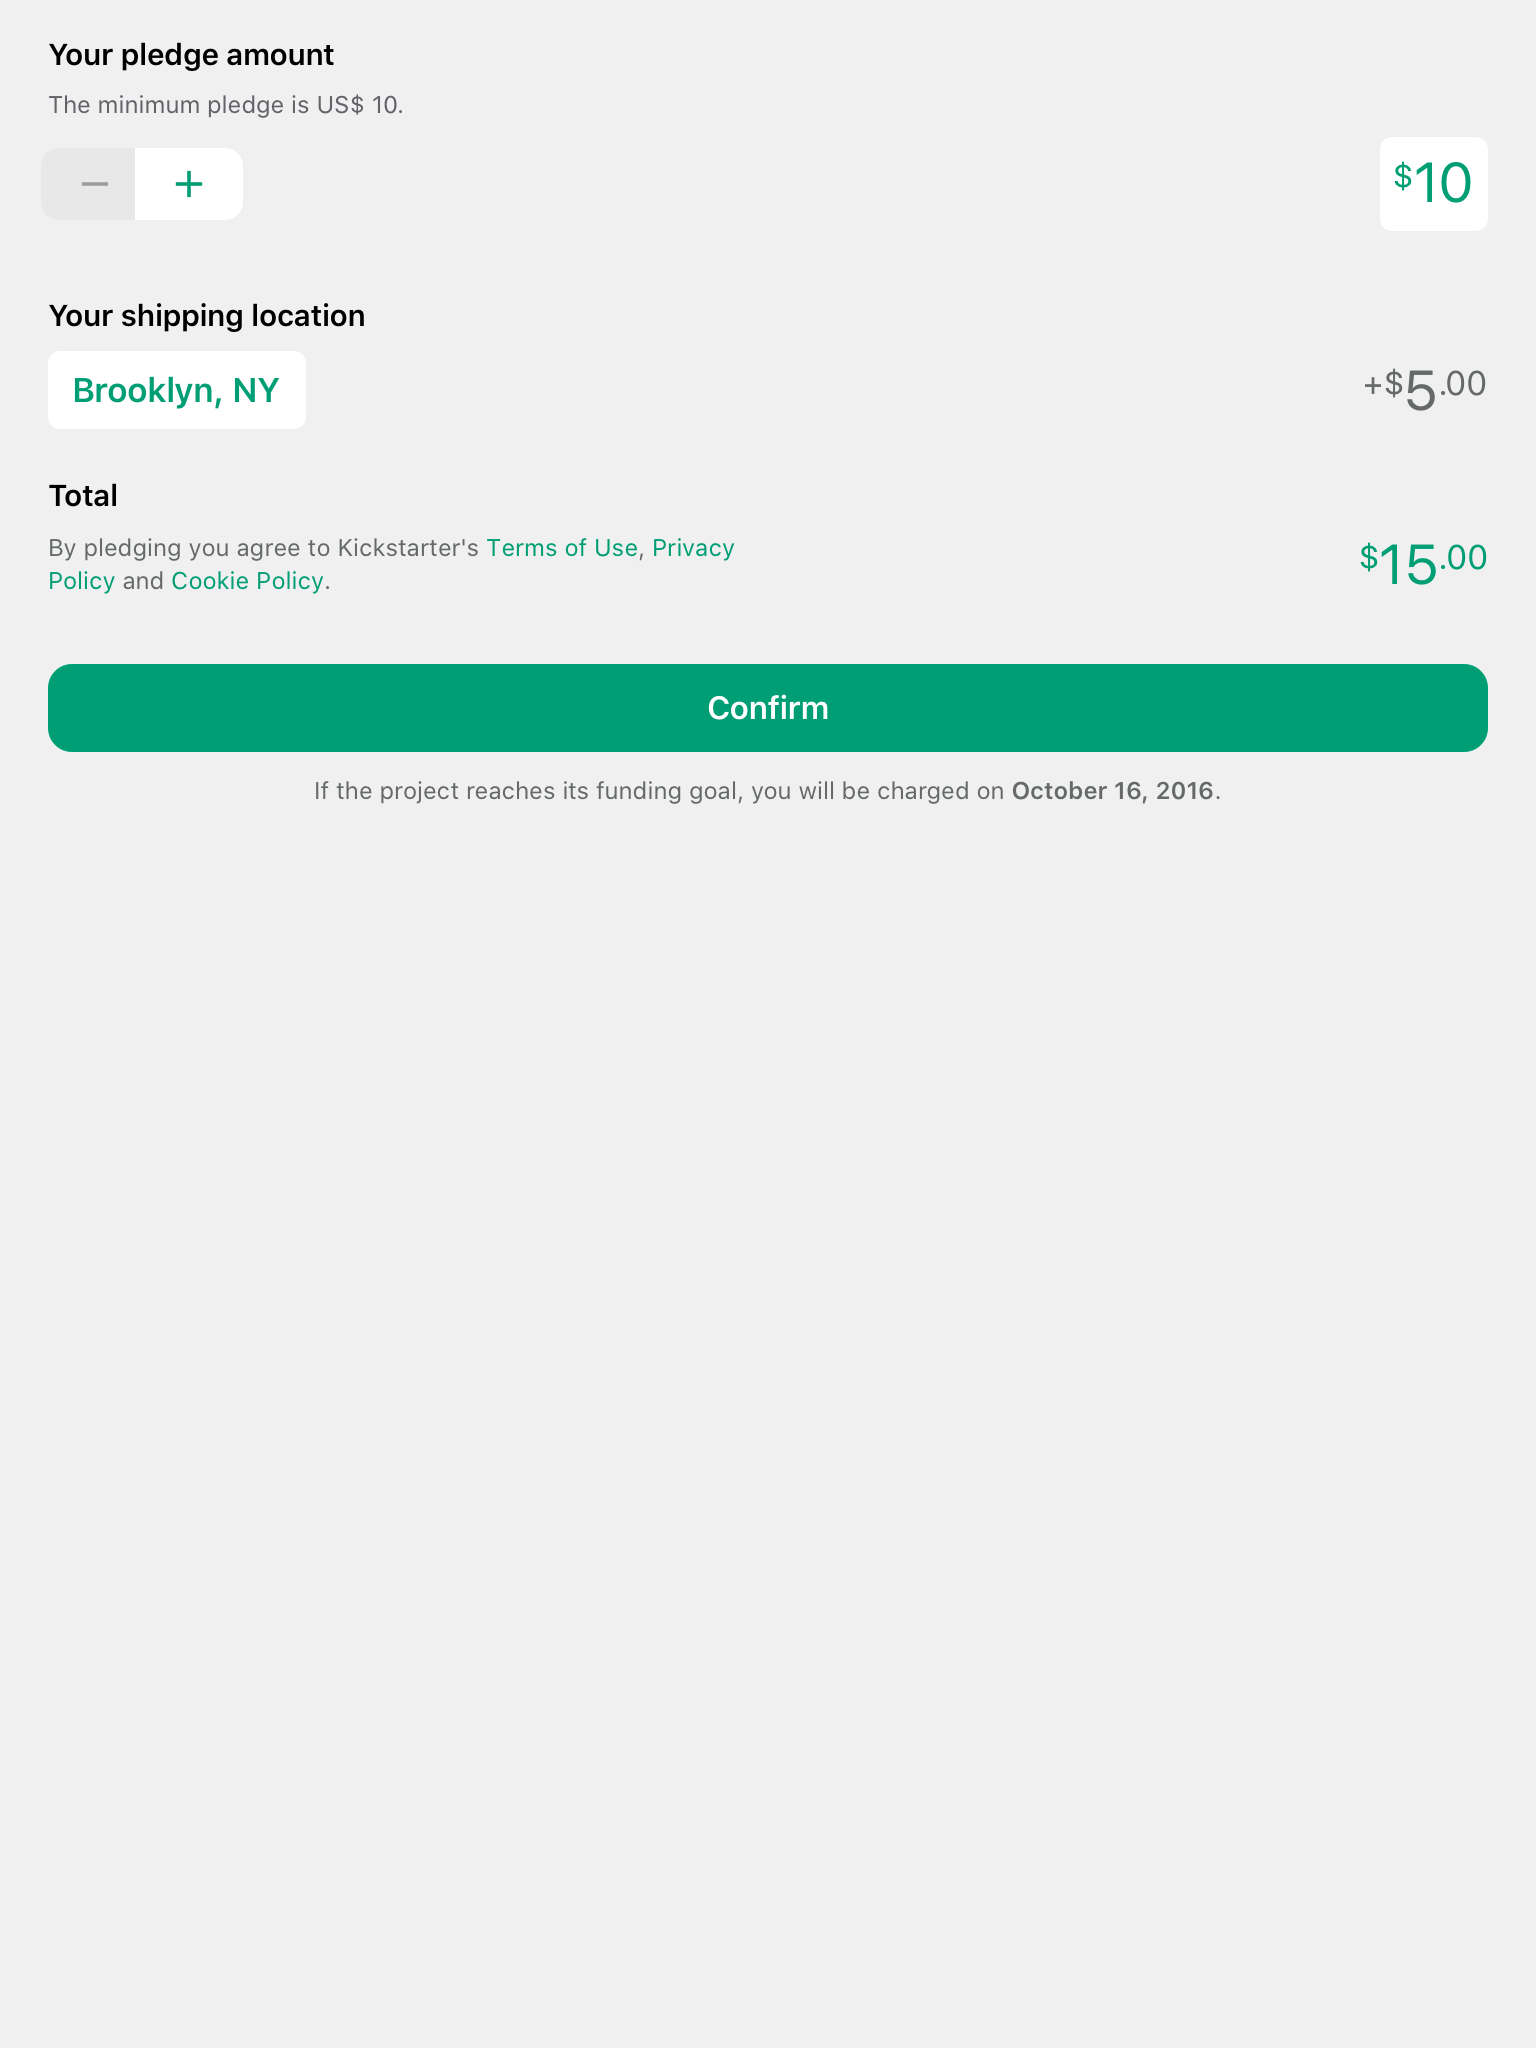 Your pledge amount
The minimum pledge is US$ 10.
− +
$10
Your shipping location
Brooklyn, NY
+$5.00
Total
By pledging you agree to Kickstarter's Terms of Use, Privacy
Policy and Cookie Policy.
$15.00
Confirm
If the project reaches its funding goal, you will be charged on October 16, 2016.